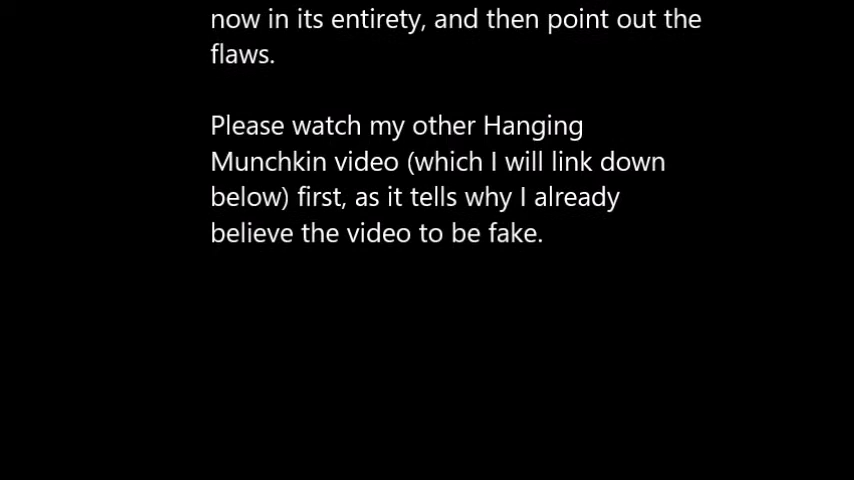 now in its entirety, and then point out the
flaws.
Please watch my other Hanging
Munchkin video (which I will link down
below) first, as it tells why I already
believe the video to be fake.